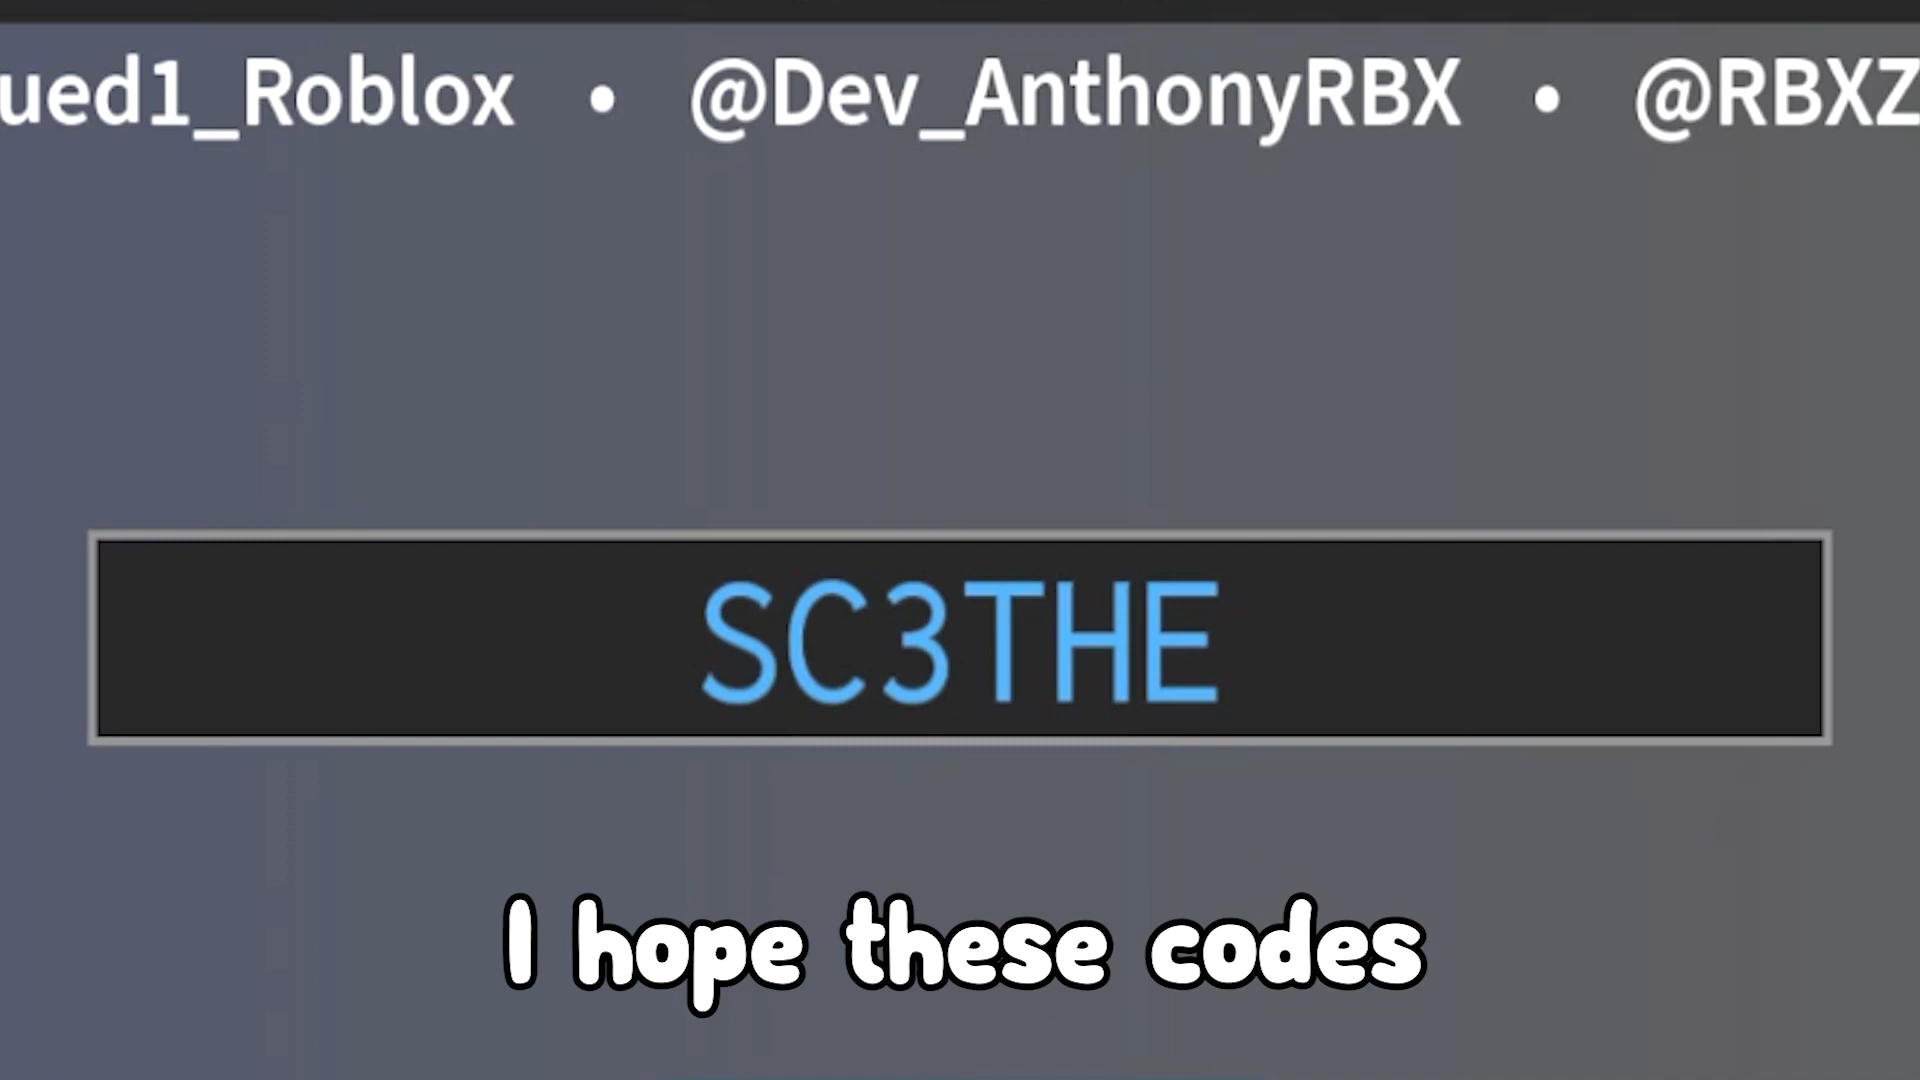 ued1_Roblox • @Dev_AnthonyRBX • @RBXZ
SC3THE
I hope these codes